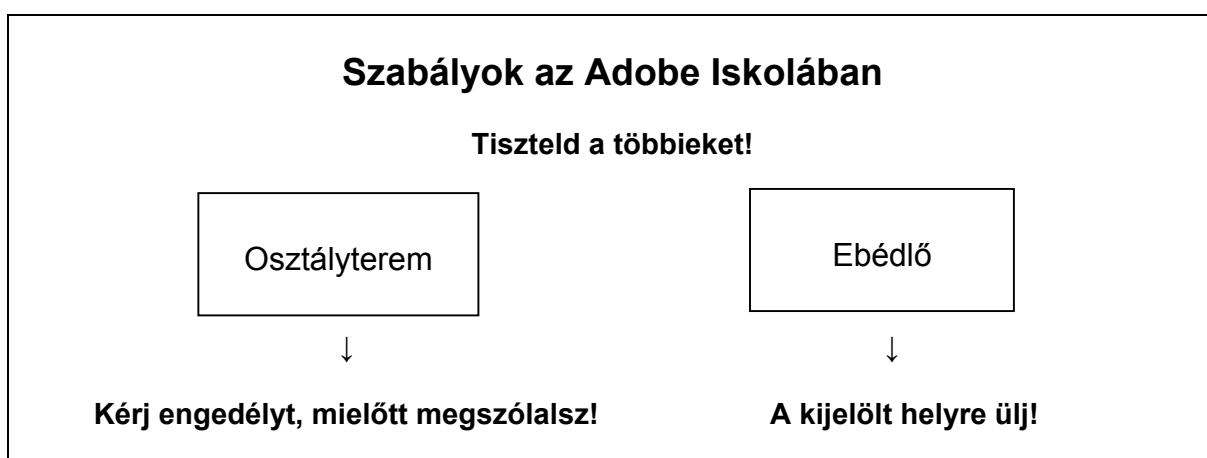 Szabályok az Adobe Iskolában
Tiszteld a többieket!
Osztályterem
Ebédlő
↓
↓
Kérj engedélyt, mielőtt megszólalsz!
A kijelölt helyre ülj!